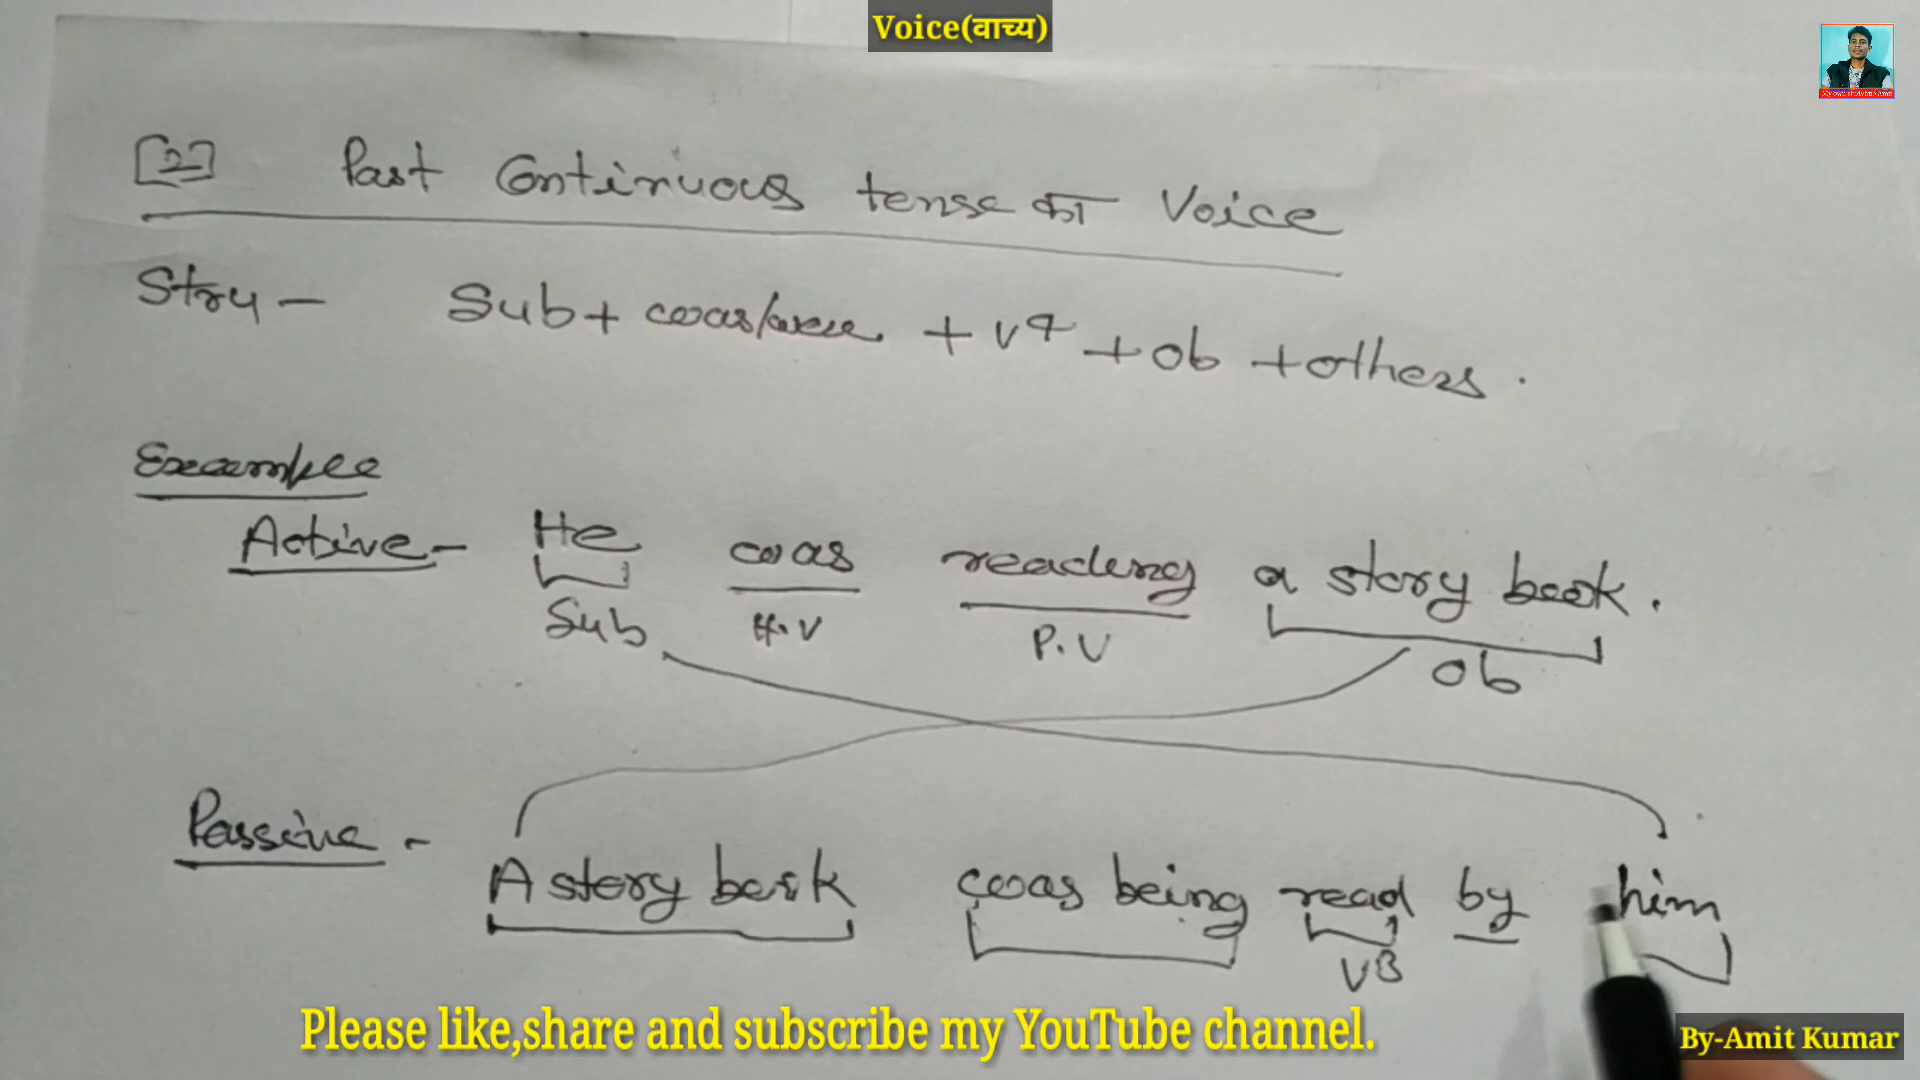 Voice(वाच्य)
[2] Past Continuous tense का Voice
Stru - Sub + was/were + v4 + ob + others.
Example
Active - He was reading a story book.
Sub H.V P.V Ob
Passive - A story book was being read by him
V3
Please like,share and subscribe my YouTube channel.
By-Amit Kumar